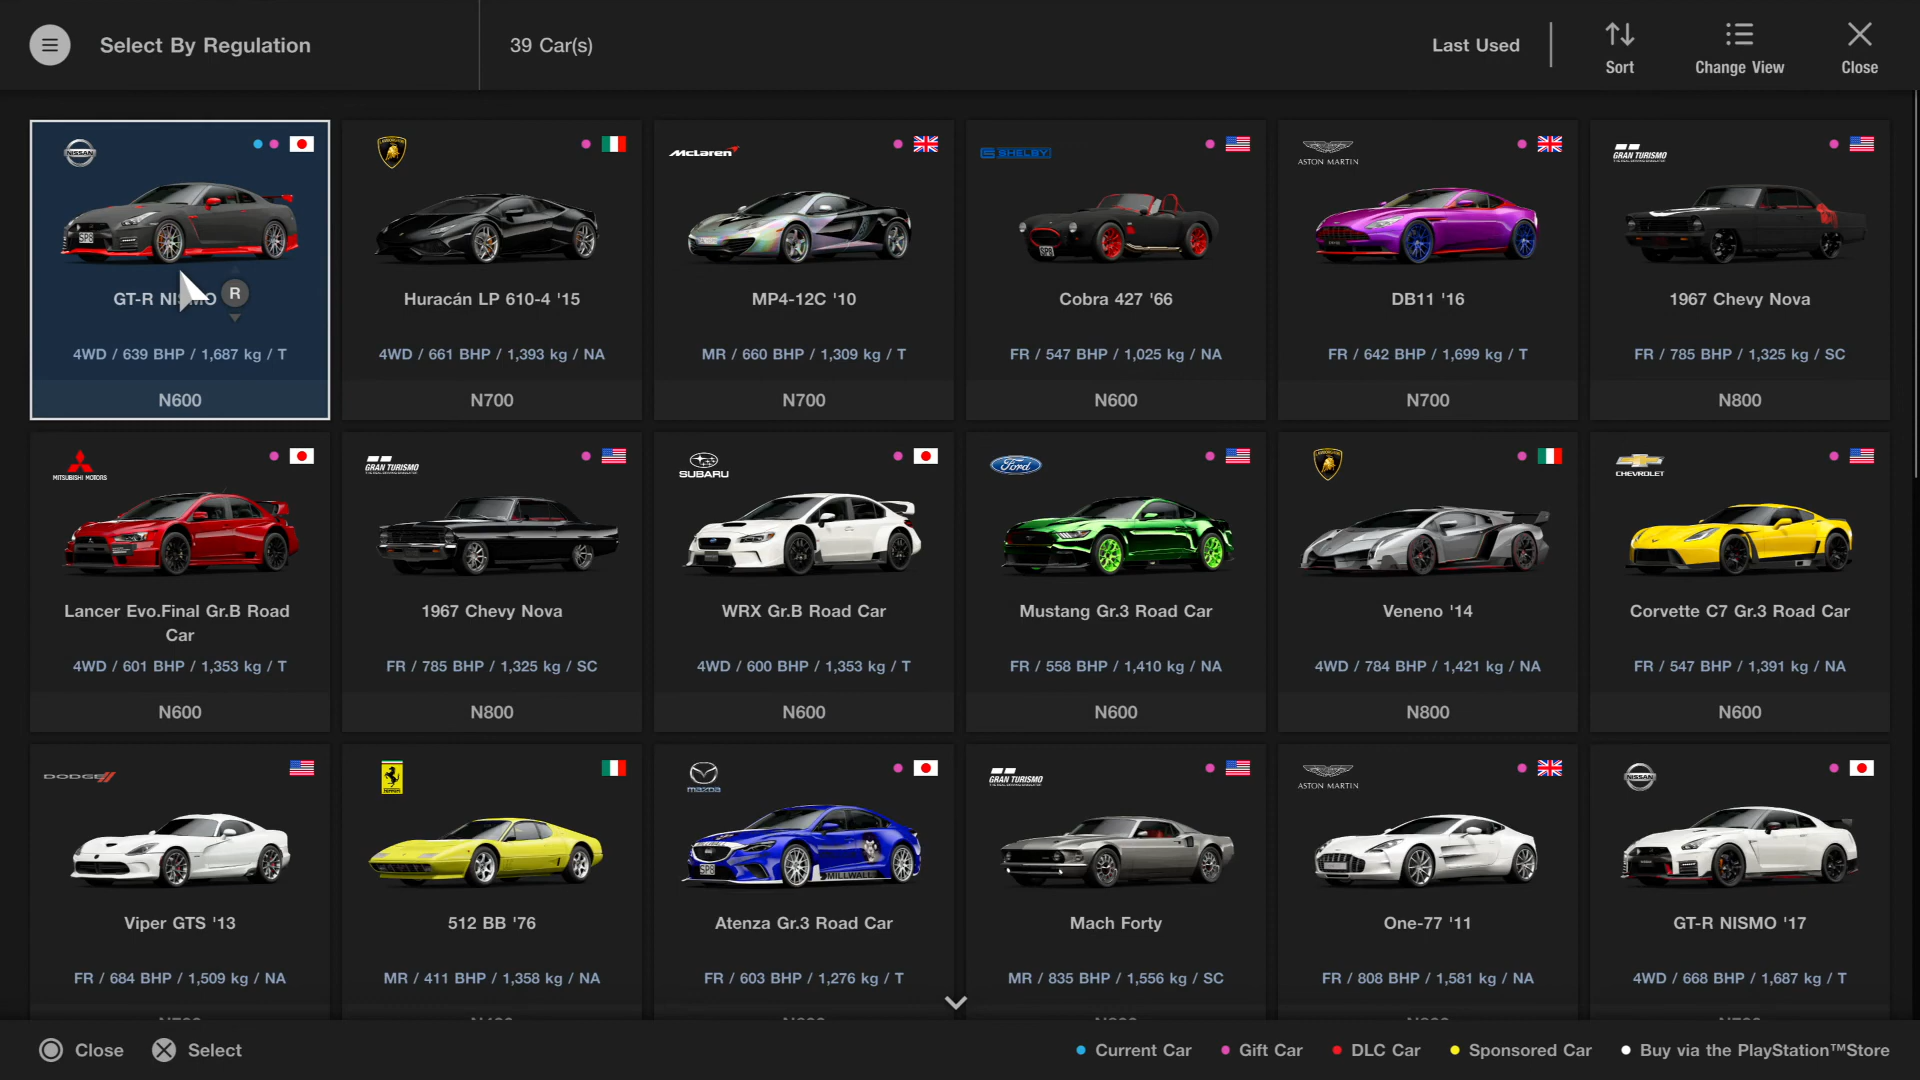 Select By Regulation
39 Car(s)
Last Used
Sort
Change View
Close
NISSAN
McLaren
SHELBY
ASTON MARTIN
GRAN TURISMO
GT-R NISMO
R
Huracán LP 610-4 '15
MP4-12C '10
Cobra 427 '66
DB11 '16
1967 Chevy Nova
4WD / 639 BHP / 1,687 kg / T
4WD / 661 BHP / 1,393 kg / NA
MR / 660 BHP / 1,309 kg / T
FR / 547 BHP / 1,025 kg / NA
FR / 642 BHP / 1,699 kg / T
FR / 785 BHP / 1,325 kg / SC
N600
N700
N700
N600
N700
N800
MITSUBISHI MOTORS
GRAN TURISMO
SUBARU
Ford
CHEVROLET
Lancer Evo.Final Gr.B Road
Car
1967 Chevy Nova
WRX Gr.B Road Car
Mustang Gr.3 Road Car
Veneno '14
Corvette C7 Gr.3 Road Car
4WD / 601 BHP / 1,353 kg / T
FR / 785 BHP / 1,325 kg / SC
4WD / 600 BHP / 1,353 kg / T
FR / 558 BHP / 1,410 kg / NA
4WD / 784 BHP / 1,421 kg / NA
FR / 547 BHP / 1,391 kg / NA
N600
N800
N600
N600
N800
N600
DODGE
Ferrari
mazda
GRAN TURISMO
ASTON MARTIN
NISSAN
MILLWALL
Viper GTS '13
512 BB '76
Atenza Gr.3 Road Car
Mach Forty
One-77 '11
GT-R NISMO '17
FR / 684 BHP / 1,509 kg / NA
MR / 411 BHP / 1,358 kg / NA
FR / 603 BHP / 1,276 kg / T
MR / 835 BHP / 1,556 kg / SC
FR / 808 BHP / 1,581 kg / NA
4WD / 668 BHP / 1,687 kg / T
Close
Select
Current Car
Gift Car
DLC Car
Sponsored Car
Buy via the PlayStation™Store